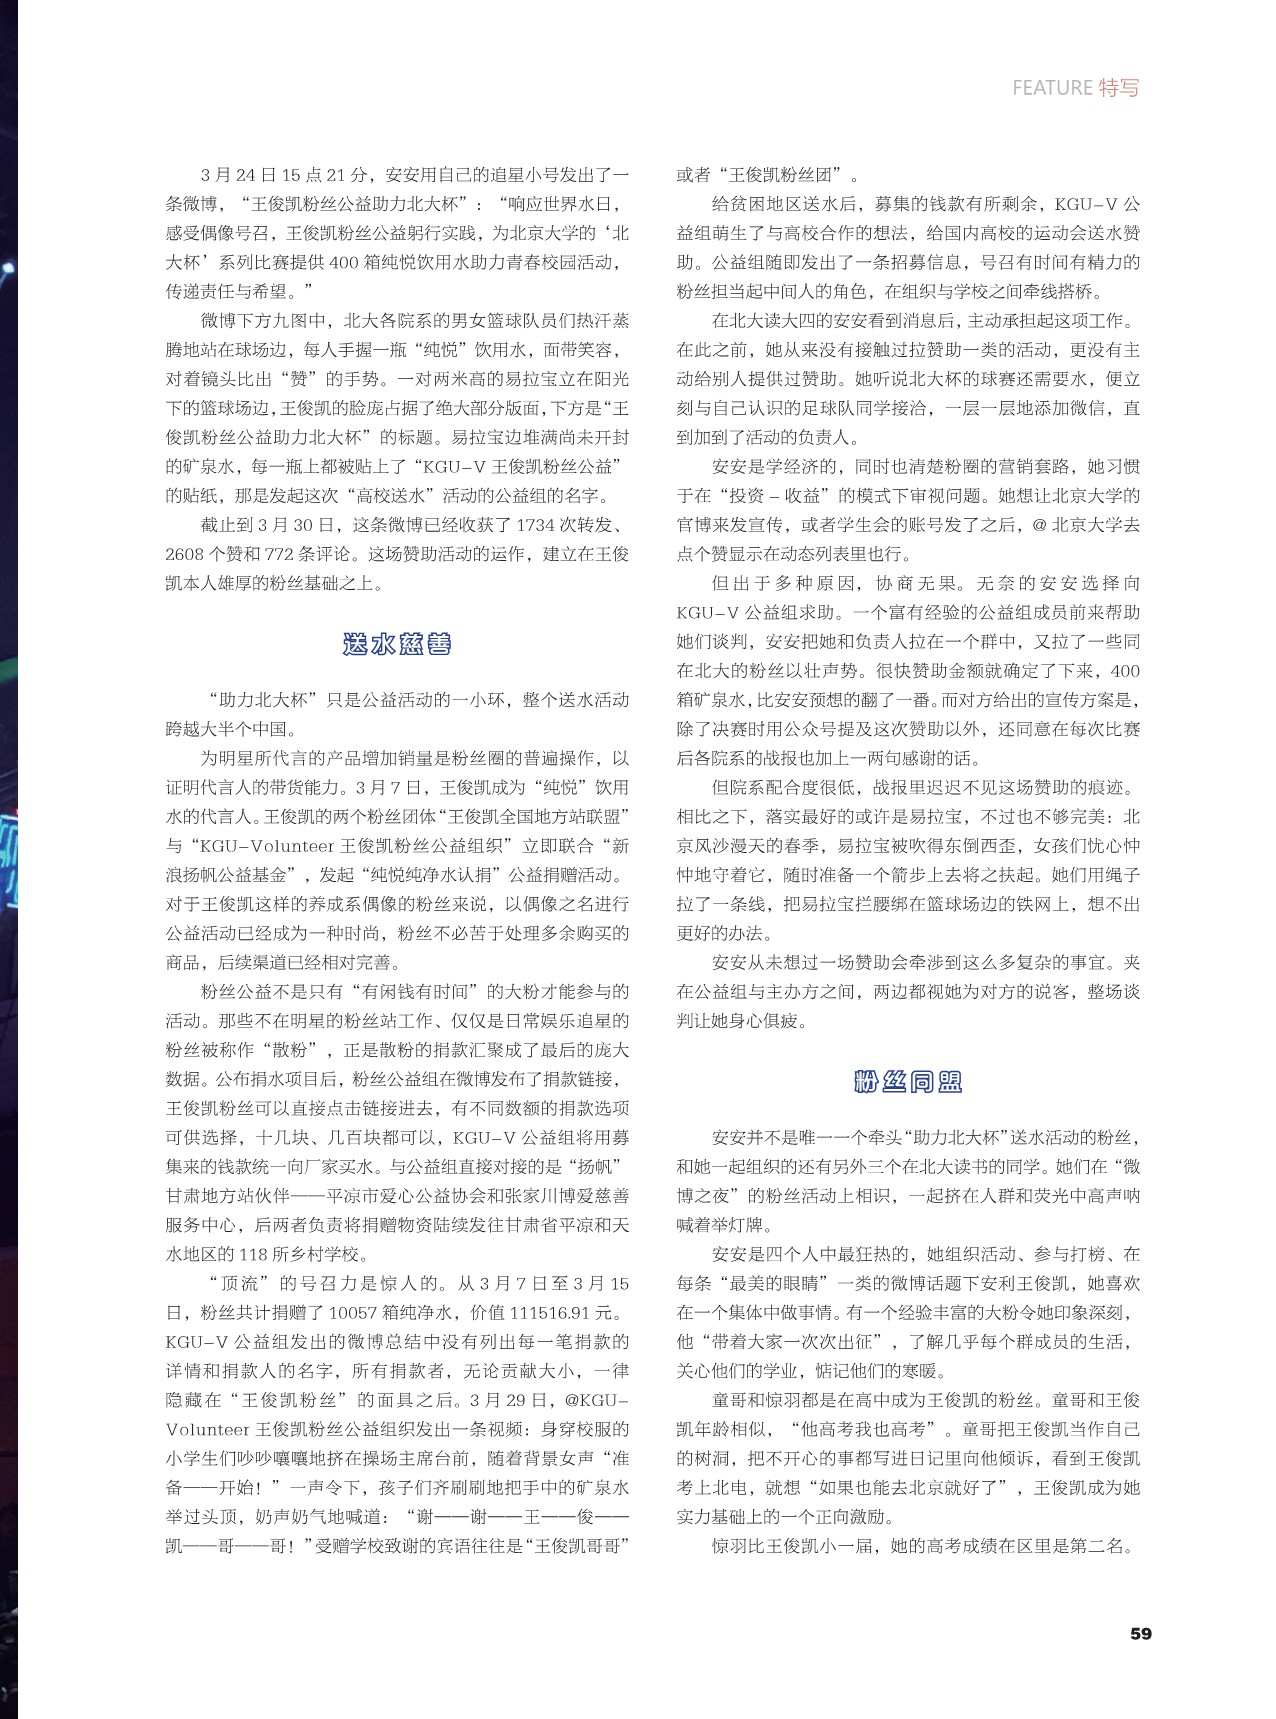 FEATURE 特写
3 月 24 日 15 点 21 分，安安用自己的追星小号发出了一
条微博，“王俊凯粉丝公益助力北大杯”：“响应世界水日，
感受偶像号召，王俊凯粉丝公益躬行实践，为北京大学的‘北
大杯’系列比赛提供 400 箱纯悦饮用水助力青春校园活动，
传递责任与希望。”
微博下方九图中，北大各院系的男女篮球队员们热汗蒸
腾地站在球场边，每人手握一瓶“纯悦”饮用水，面带笑容，
对着镜头比出“赞”的手势。一对两米高的易拉宝立在阳光
下的篮球场边，王俊凯的脸庞占据了绝大部分版面，下方是“王
俊凯粉丝公益助力北大杯”的标题。易拉宝边堆满尚未开封
的矿泉水，每一瓶上都被贴上了“KGU–V 王俊凯粉丝公益”
的贴纸，那是发起这次“高校送水”活动的公益组的名字。
截止到 3 月 30 日，这条微博已经收获了 1734 次转发、
2608 个赞和 772 条评论。这场赞助活动的运作，建立在王俊
凯本人雄厚的粉丝基础之上。
送水慈善
“助力北大杯”只是公益活动的一小环，整个送水活动
跨越大半个中国。
为明星所代言的产品增加销量是粉丝圈的普遍操作，以
证明代言人的带货能力。3 月 7 日，王俊凯成为“纯悦”饮用
水的代言人。王俊凯的两个粉丝团体“王俊凯全国地方站联盟”
与“KGU–Volunteer 王俊凯粉丝公益组织”立即联合“新
浪扬帆公益基金”，发起“纯悦纯净水认捐”公益捐赠活动。
对于王俊凯这样的养成系偶像的粉丝来说，以偶像之名进行
公益活动已经成为一种时尚，粉丝不必苦于处理多余购买的
商品，后续渠道已经相对完善。
粉丝公益不是只有“有闲钱有时间”的大粉才能参与的
活动。那些不在明星的粉丝站工作、仅仅是日常娱乐追星的
粉丝被称作“散粉”，正是散粉的捐款汇聚成了最后的庞大
数据。公布捐水项目后，粉丝公益组在微博发布了捐款链接，
王俊凯粉丝可以直接点击链接进去，有不同数额的捐款选项
可供选择，十几块、几百块都可以，KGU–V 公益组将用募
集来的钱款统一向厂家买水。与公益组直接对接的是“扬帆”
甘肃地方站伙伴——平凉市爱心公益协会和张家川博爱慈善
服务中心，后两者负责将捐赠物资陆续发往甘肃省平凉和天
水地区的 118 所乡村学校。
“顶流”的号召力是惊人的。从 3 月 7 日至 3 月 15
日，粉丝共计捐赠了 10057 箱纯净水，价值 111516.91 元。
KGU–V 公益组发出的微博总结中没有列出每一笔捐款的
详情和捐款人的名字，所有捐款者，无论贡献大小，一律
隐藏在“王俊凯粉丝”的面具之后。3 月 29 日，@KGU–
Volunteer 王俊凯粉丝公益组织发出一条视频：身穿校服的
小学生们吵吵嚷嚷地挤在操场主席台前，随着背景女声“准
备——开始！”一声令下，孩子们齐刷刷地把手中的矿泉水
举过头顶，奶声奶气地喊道：“谢——谢——王——俊——
凯——哥——哥！”受赠学校致谢的宾语往往是“王俊凯哥哥”
或者“王俊凯粉丝团”。
给贫困地区送水后，募集的钱款有所剩余，KGU–V 公
益组萌生了与高校合作的想法，给国内高校的运动会送水赞
助。公益组随即发出了一条招募信息，号召有时间有精力的
粉丝担当起中间人的角色，在组织与学校之间牵线搭桥。
在北大读大四的安安看到消息后，主动承担起这项工作。
在此之前，她从来没有接触过拉赞助一类的活动，更没有主
动给别人提供过赞助。她听说北大杯的球赛还需要水，便立
刻与自己认识的足球队同学接洽，一层一层地添加微信，直
到加到了活动的负责人。
安安是学经济的，同时也清楚粉圈的营销套路，她习惯
于在“投资 – 收益”的模式下审视问题。她想让北京大学的
官博来发宣传，或者学生会的账号发了之后，@ 北京大学去
点个赞显示在动态列表里也行。
但出于多种原因，协商无果。无奈的安安选择向
KGU–V 公益组求助。一个富有经验的公益组成员前来帮助
她们谈判，安安把她和负责人拉在一个群中，又拉了一些同
在北大的粉丝以壮声势。很快赞助金额就确定了下来，400
箱矿泉水，比安安预想的翻了一番。而对方给出的宣传方案是，
除了决赛时用公众号提及这次赞助以外，还同意在每次比赛
后各院系的战报也加上一两句感谢的话。
但院系配合度很低，战报里迟迟不见这场赞助的痕迹。
相比之下，落实最好的或许是易拉宝，不过也不够完美：北
京风沙漫天的春季，易拉宝被吹得东倒西歪，女孩们忧心忡
忡地守着它，随时准备一个箭步上去将之扶起。她们用绳子
拉了一条线，把易拉宝拦腰绑在篮球场边的铁网上，想不出
更好的办法。
安安从未想过一场赞助会牵涉到这么多复杂的事宜。夹
在公益组与主办方之间，两边都视她为对方的说客，整场谈
判让她身心俱疲。
粉丝同盟
安安并不是唯一一个牵头“助力北大杯”送水活动的粉丝，
和她一起组织的还有另外三个在北大读书的同学。她们在“微
博之夜”的粉丝活动上相识，一起挤在人群和荧光中高声呐
喊着举灯牌。
安安是四个人中最狂热的，她组织活动、参与打榜、在
每条“最美的眼睛”一类的微博话题下安利王俊凯，她喜欢
在一个集体中做事情。有一个经验丰富的大粉令她印象深刻，
他“带着大家一次次出征”，了解几乎每个群成员的生活，
关心他们的学业，惦记他们的寒暖。
童哥和惊羽都是在高中成为王俊凯的粉丝。童哥和王俊
凯年龄相似，“他高考我也高考”。童哥把王俊凯当作自己
的树洞，把不开心的事都写进日记里向他倾诉，看到王俊凯
考上北电，就想“如果也能去北京就好了”，王俊凯成为她
实力基础上的一个正向激励。
惊羽比王俊凯小一届，她的高考成绩在区里是第二名。
59